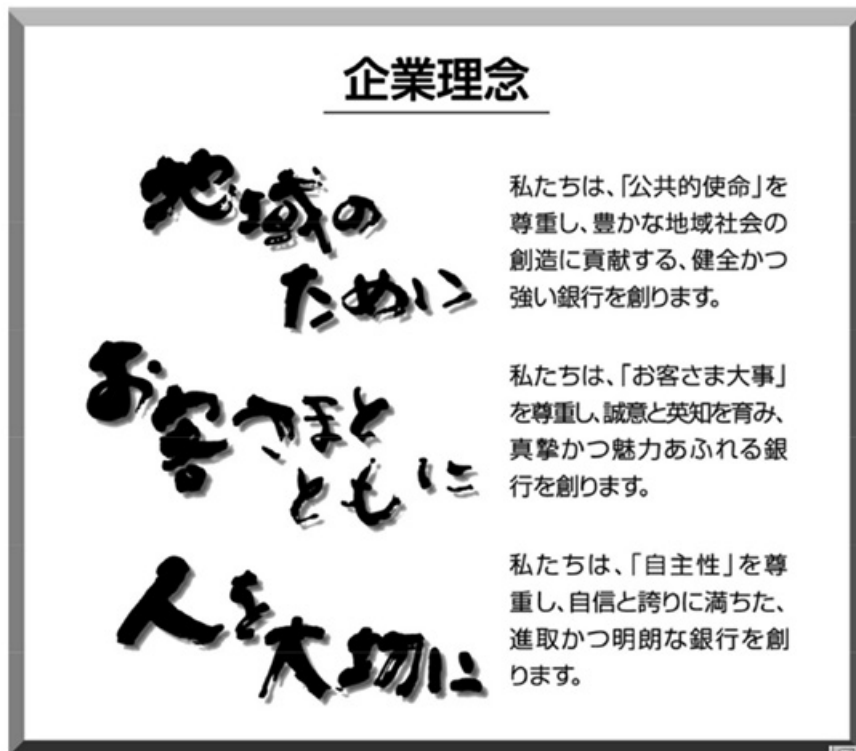 企業理念
地域の
ために
私たちは、「公共的使命」を
尊重し、豊かな地域社会の
創造に貢献する、健全かつ
強い銀行を創ります。
お客さまと
ともに
私たちは、「お客さま大事」
を尊重し、誠意と英知を育み、
真摯かつ魅力あふれる銀
行を創ります。
人を
大切に
私たちは、「自主性」を尊
重し、自信と誇りに満ちた、
進取かつ明朗な銀行を創
ります。